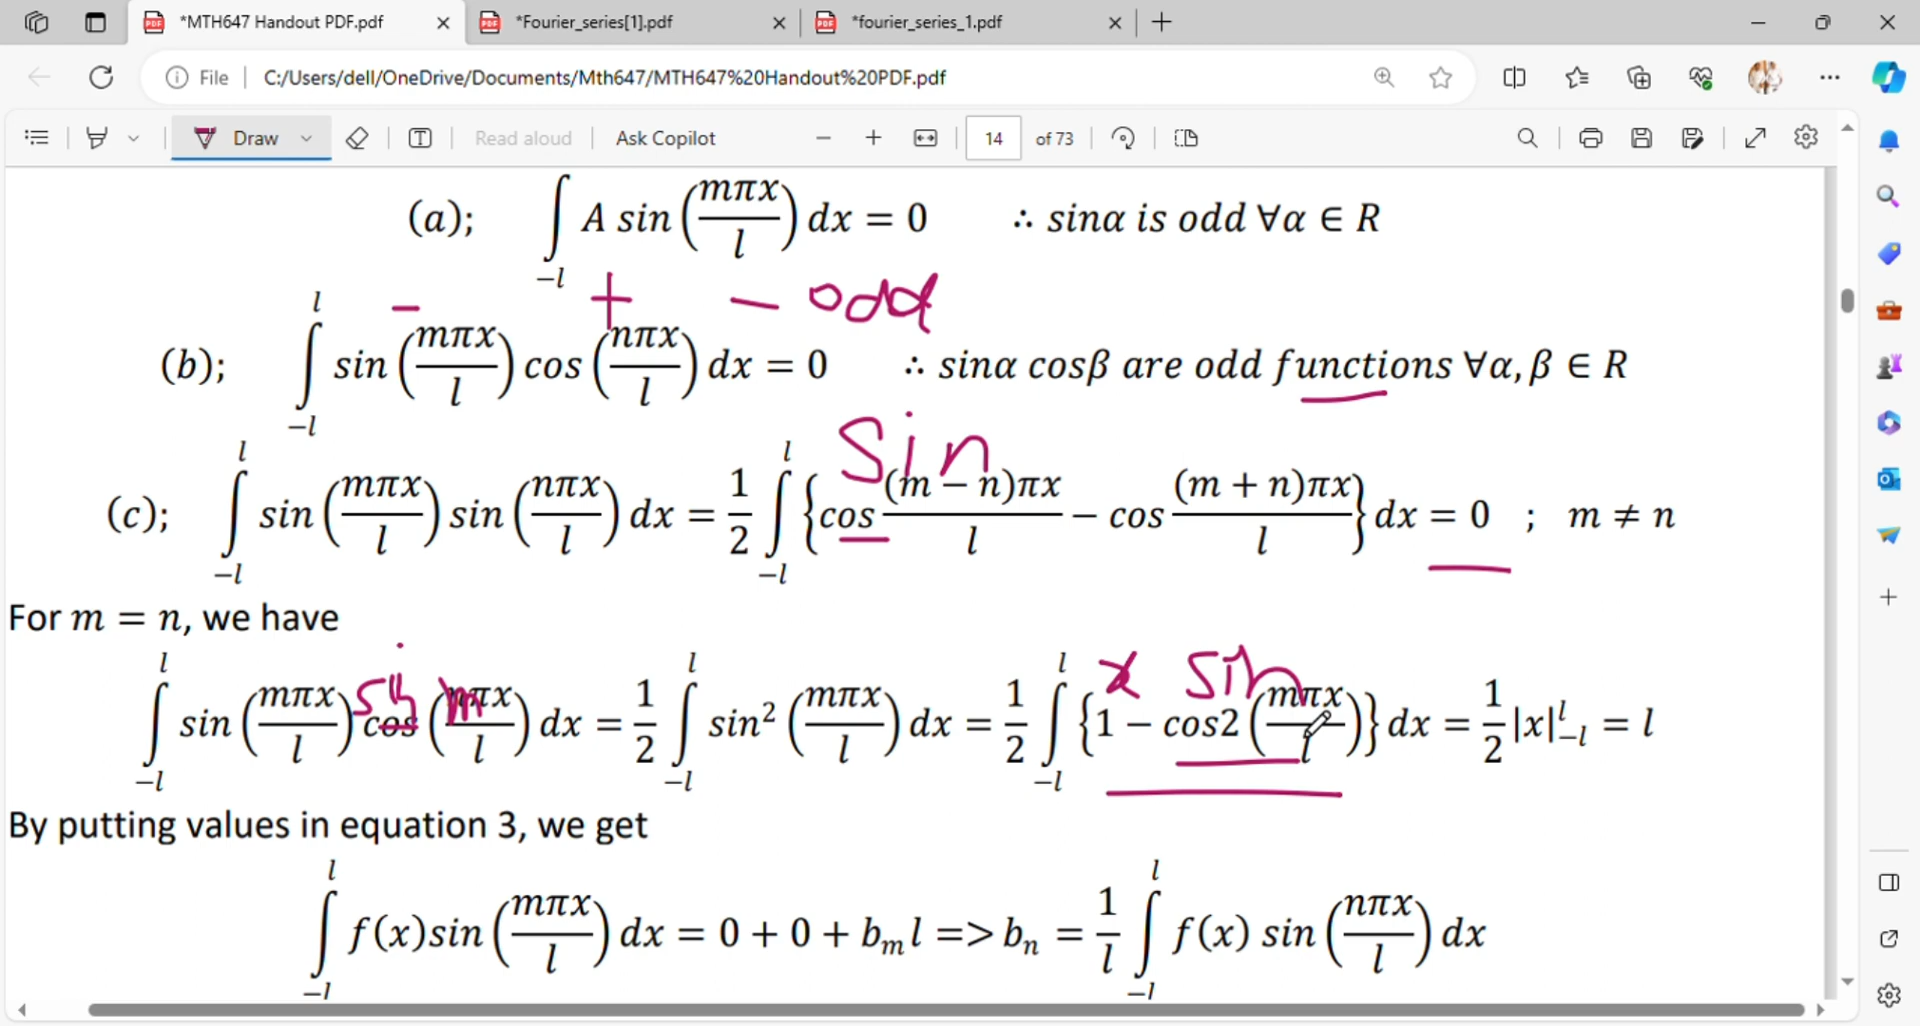 *MTH647 Handout PDF.pdf
*Fourier_series[1].pdf
*fourier_series_1.pdf
File C:/Users/dell/OneDrive/Documents/Mth647/MTH647%20Handout%20PDF.pdf
Draw Read aloud Ask Copilot 14 of 73
(a); ∫_{-l} A sin(mπx/l) dx = 0 ∴ sinα is odd ∀α ∈ R
− + − odd
(b); ∫_{-l}^{l} sin(mπx/l) cos(nπx/l) dx = 0 ∴ sinα cosβ are odd functions ∀α, β ∈ R
Sin
(c); ∫_{-l}^{l} sin(mπx/l) sin(nπx/l) dx = 1/2 ∫_{-l}^{l} {cos (m − n)πx/l − cos (m + n)πx/l} dx = 0 ; m ≠ n
For m = n, we have
sin m x sin
∫_{-l}^{l} sin(mπx/l) cos(nπx/l) dx = 1/2 ∫_{-l}^{l} sin²(mπx/l) dx = 1/2 ∫_{-l}^{l} {1 − cos2(mπx/l)} dx = 1/2 |x|_{-l}^{l} = l
By putting values in equation 3, we get
∫_{-l}^{l} f(x)sin(mπx/l) dx = 0 + 0 + b_m l => b_n = 1/l ∫_{-l}^{l} f(x) sin(nπx/l) dx